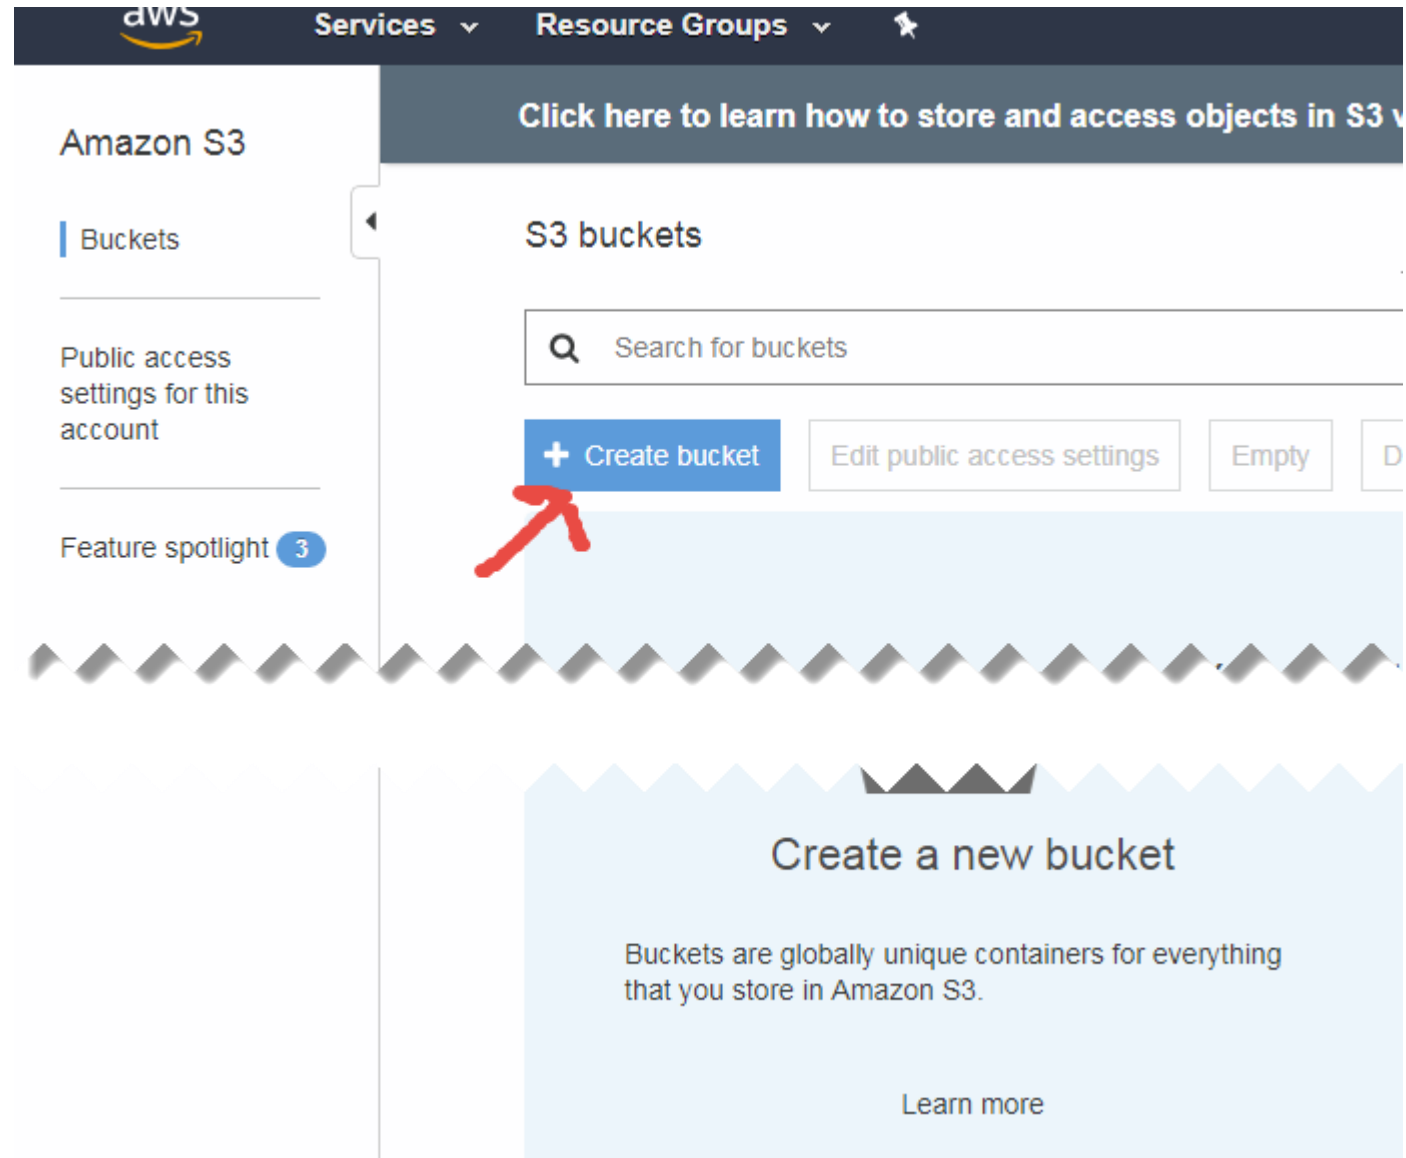 aws Services Resource Groups
Click here to learn how to store and access objects in S3
Amazon S3
Buckets
S3 buckets
Search for buckets
Public access
settings for this
account
Create bucket Edit public access settings Empty
Feature spotlight 3
Create a new bucket
Buckets are globally unique containers for everything
that you store in Amazon S3.
Learn more